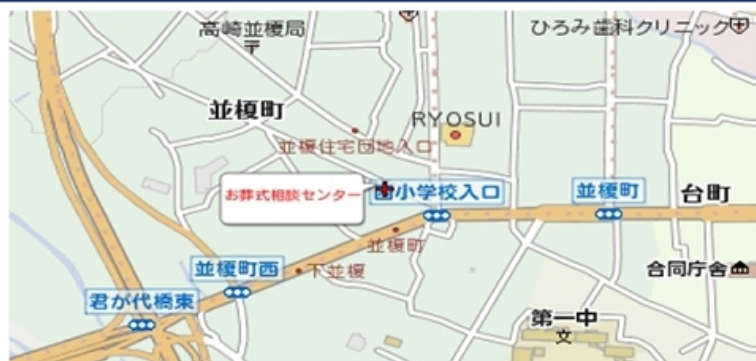 高崎並榎局
ひろみ歯科クリニック
並榎町
RYOSUI
並榎住宅団地入口
お葬式相談センター
小学校入口
並榎町
台町
並榎町
並榎町西
下並榎
合同庁舎
君が代橋東
第一中
文